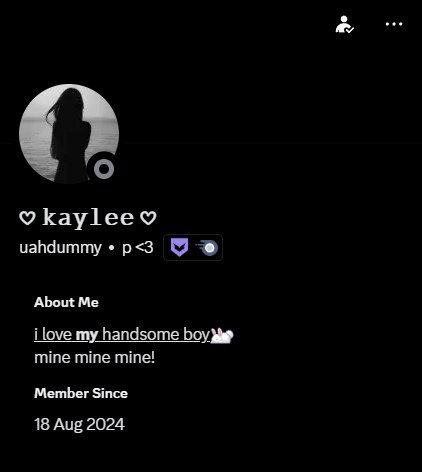 ♡ kaylee ♡
uahdummy • p <3
About Me
i love my handsome boy🐇
mine mine mine!
Member Since
18 Aug 2024